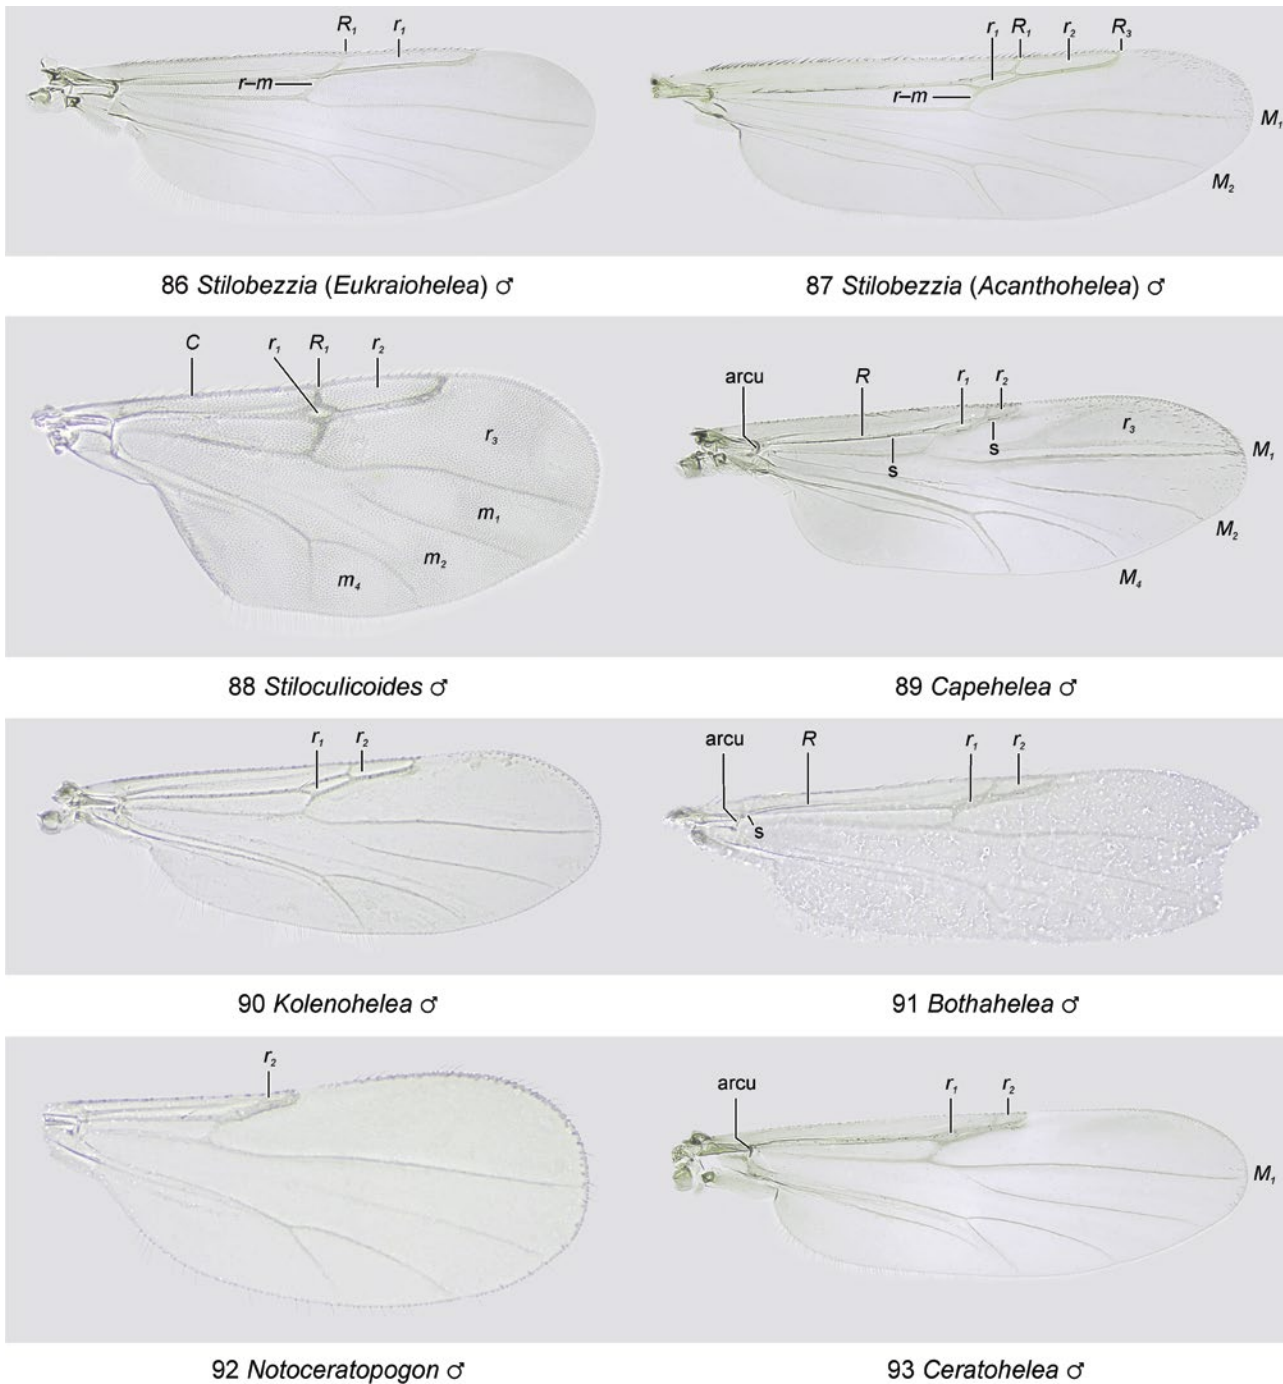 R₁ r₁
r–m
86 Stilobezzia (Eukraiohelea) ♂
r₁ R₁ r₂ R₃
r–m
M₁
M₂
87 Stilobezzia (Acanthohelea) ♂
C r₁ R₁ r₂
r₃
m₁
m₂
m₄
88 Stiloculicoides ♂
arcu R r₁ r₂
r₃
s s
M₁
M₂
M₄
89 Capehelea ♂
r₁ r₂
90 Kolenohelea ♂
arcu R r₁ r₂
s
91 Bothahelea ♂
r₂
92 Notoceratopogon ♂
arcu r₁ r₂
M₁
93 Ceratohelea ♂